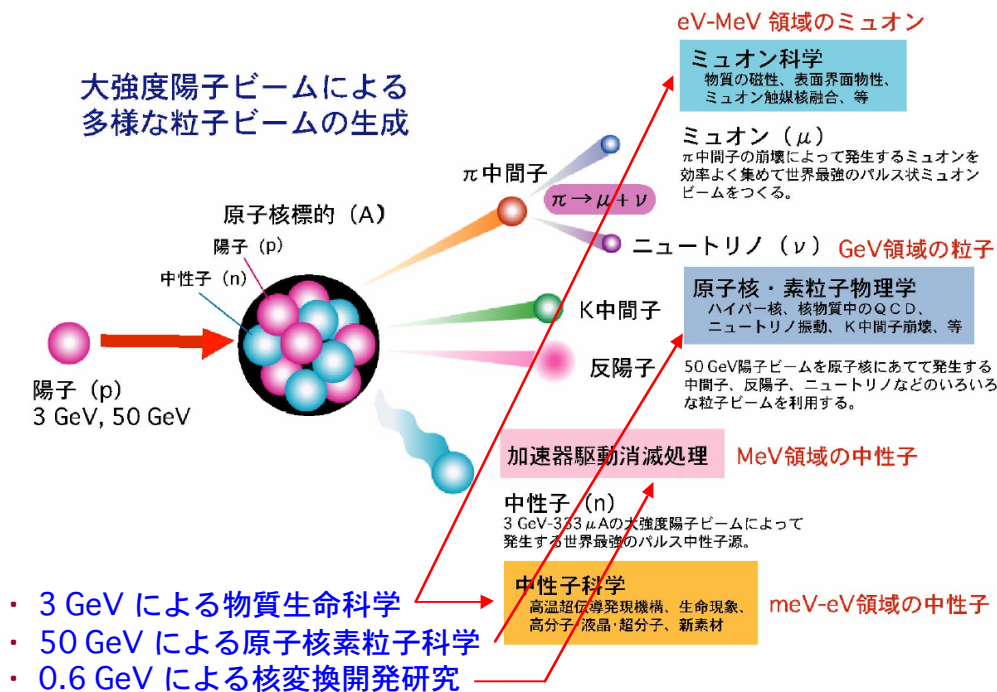 大強度陽子ビームによる
多様な粒子ビームの生成
陽子（p）
3 GeV, 50 GeV
原子核標的（A）
陽子（p）
中性子（n）
π中間子
π→μ+ν
ニュートリノ（ν）
K中間子
反陽子
eV-MeV 領域のミュオン
ミュオン科学
物質の磁性、表面界面物性、
ミュオン触媒核融合、等
ミュオン（μ）
π中間子の崩壊によって発生するミュオンを
効率よく集めて世界最強のパルス状ミュオン
ビームをつくる。
GeV領域の粒子
原子核・素粒子物理学
ハイパー核、核物質中のQCD、
ニュートリノ振動、K中間子崩壊、等
50 GeV陽子ビームを原子核にあてて発生する
中間子、反陽子、ニュートリノなどのいろいろ
な粒子ビームを利用する。
加速器駆動消滅処理
MeV領域の中性子
中性子（n）
3 GeV-333μAの大強度陽子ビームによって
発生する世界最強のパルス中性子源。
中性子科学
高温超伝導発現機構、生命現象、
高分子・液晶・超分子、新素材
meV-eV領域の中性子
・ 3 GeV による物質生命科学
・ 50 GeV による原子核素粒子科学
・ 0.6 GeV による核変換開発研究